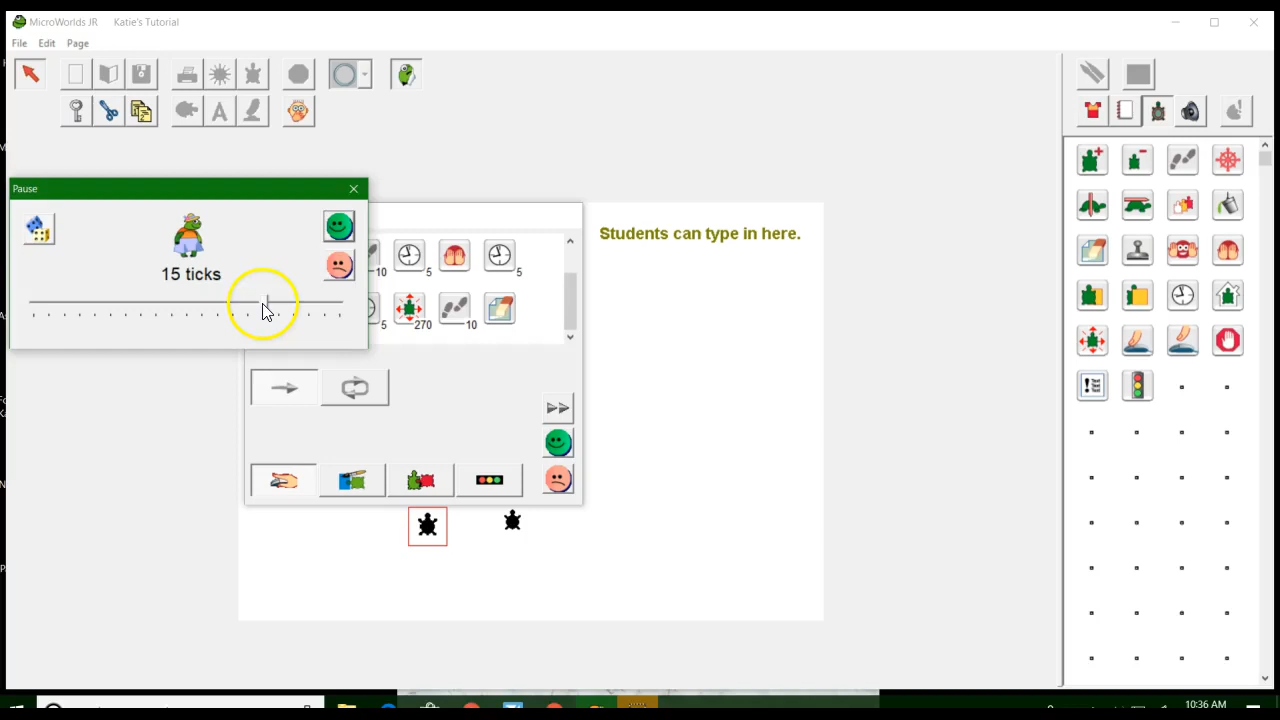 MicroWorlds JR Katie's Tutorial
File Edit Page
Pause
15 ticks
Students can type in here.
10 5 5
5 270 10
10:36 AM